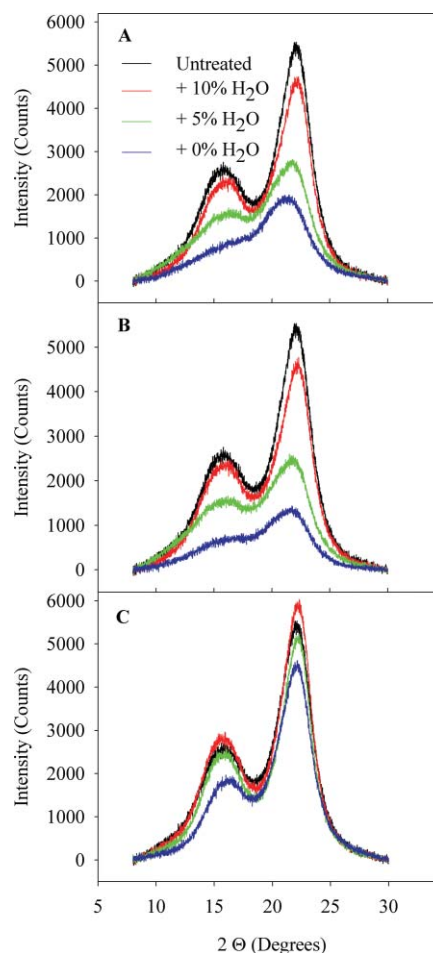 A
Untreated
+ 10% H2O
+ 5% H2O
+ 0% H2O
6000
5000
4000
3000
2000
1000
0
Intensity (Counts)
B
5000
4000
3000
2000
1000
0
Intensity (Counts)
C
6000
5000
4000
3000
2000
1000
0
Intensity (Counts)
5 10 15 20 25 30
2 Θ (Degrees)